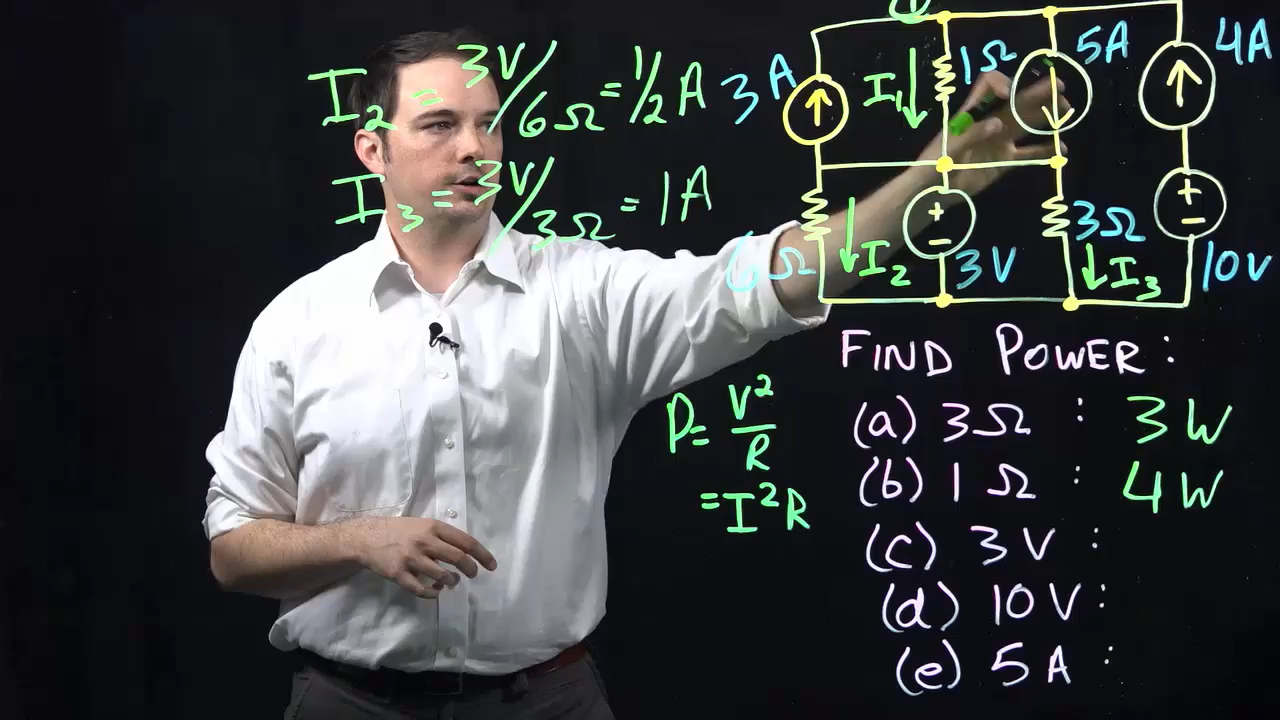 I₂ = 3V/6Ω = 1/2 A
I₃ = 3V/3Ω = 1A
1
3A
I₁
1Ω
5A
4A
6Ω
I₂
3V
3Ω
I₃
10V
+
-
+
-
FIND POWER:
(a) 3Ω : 3W
(b) 1Ω : 4W
(c) 3V :
(d) 10V :
(e) 5A :
P = V²/R
= I²R